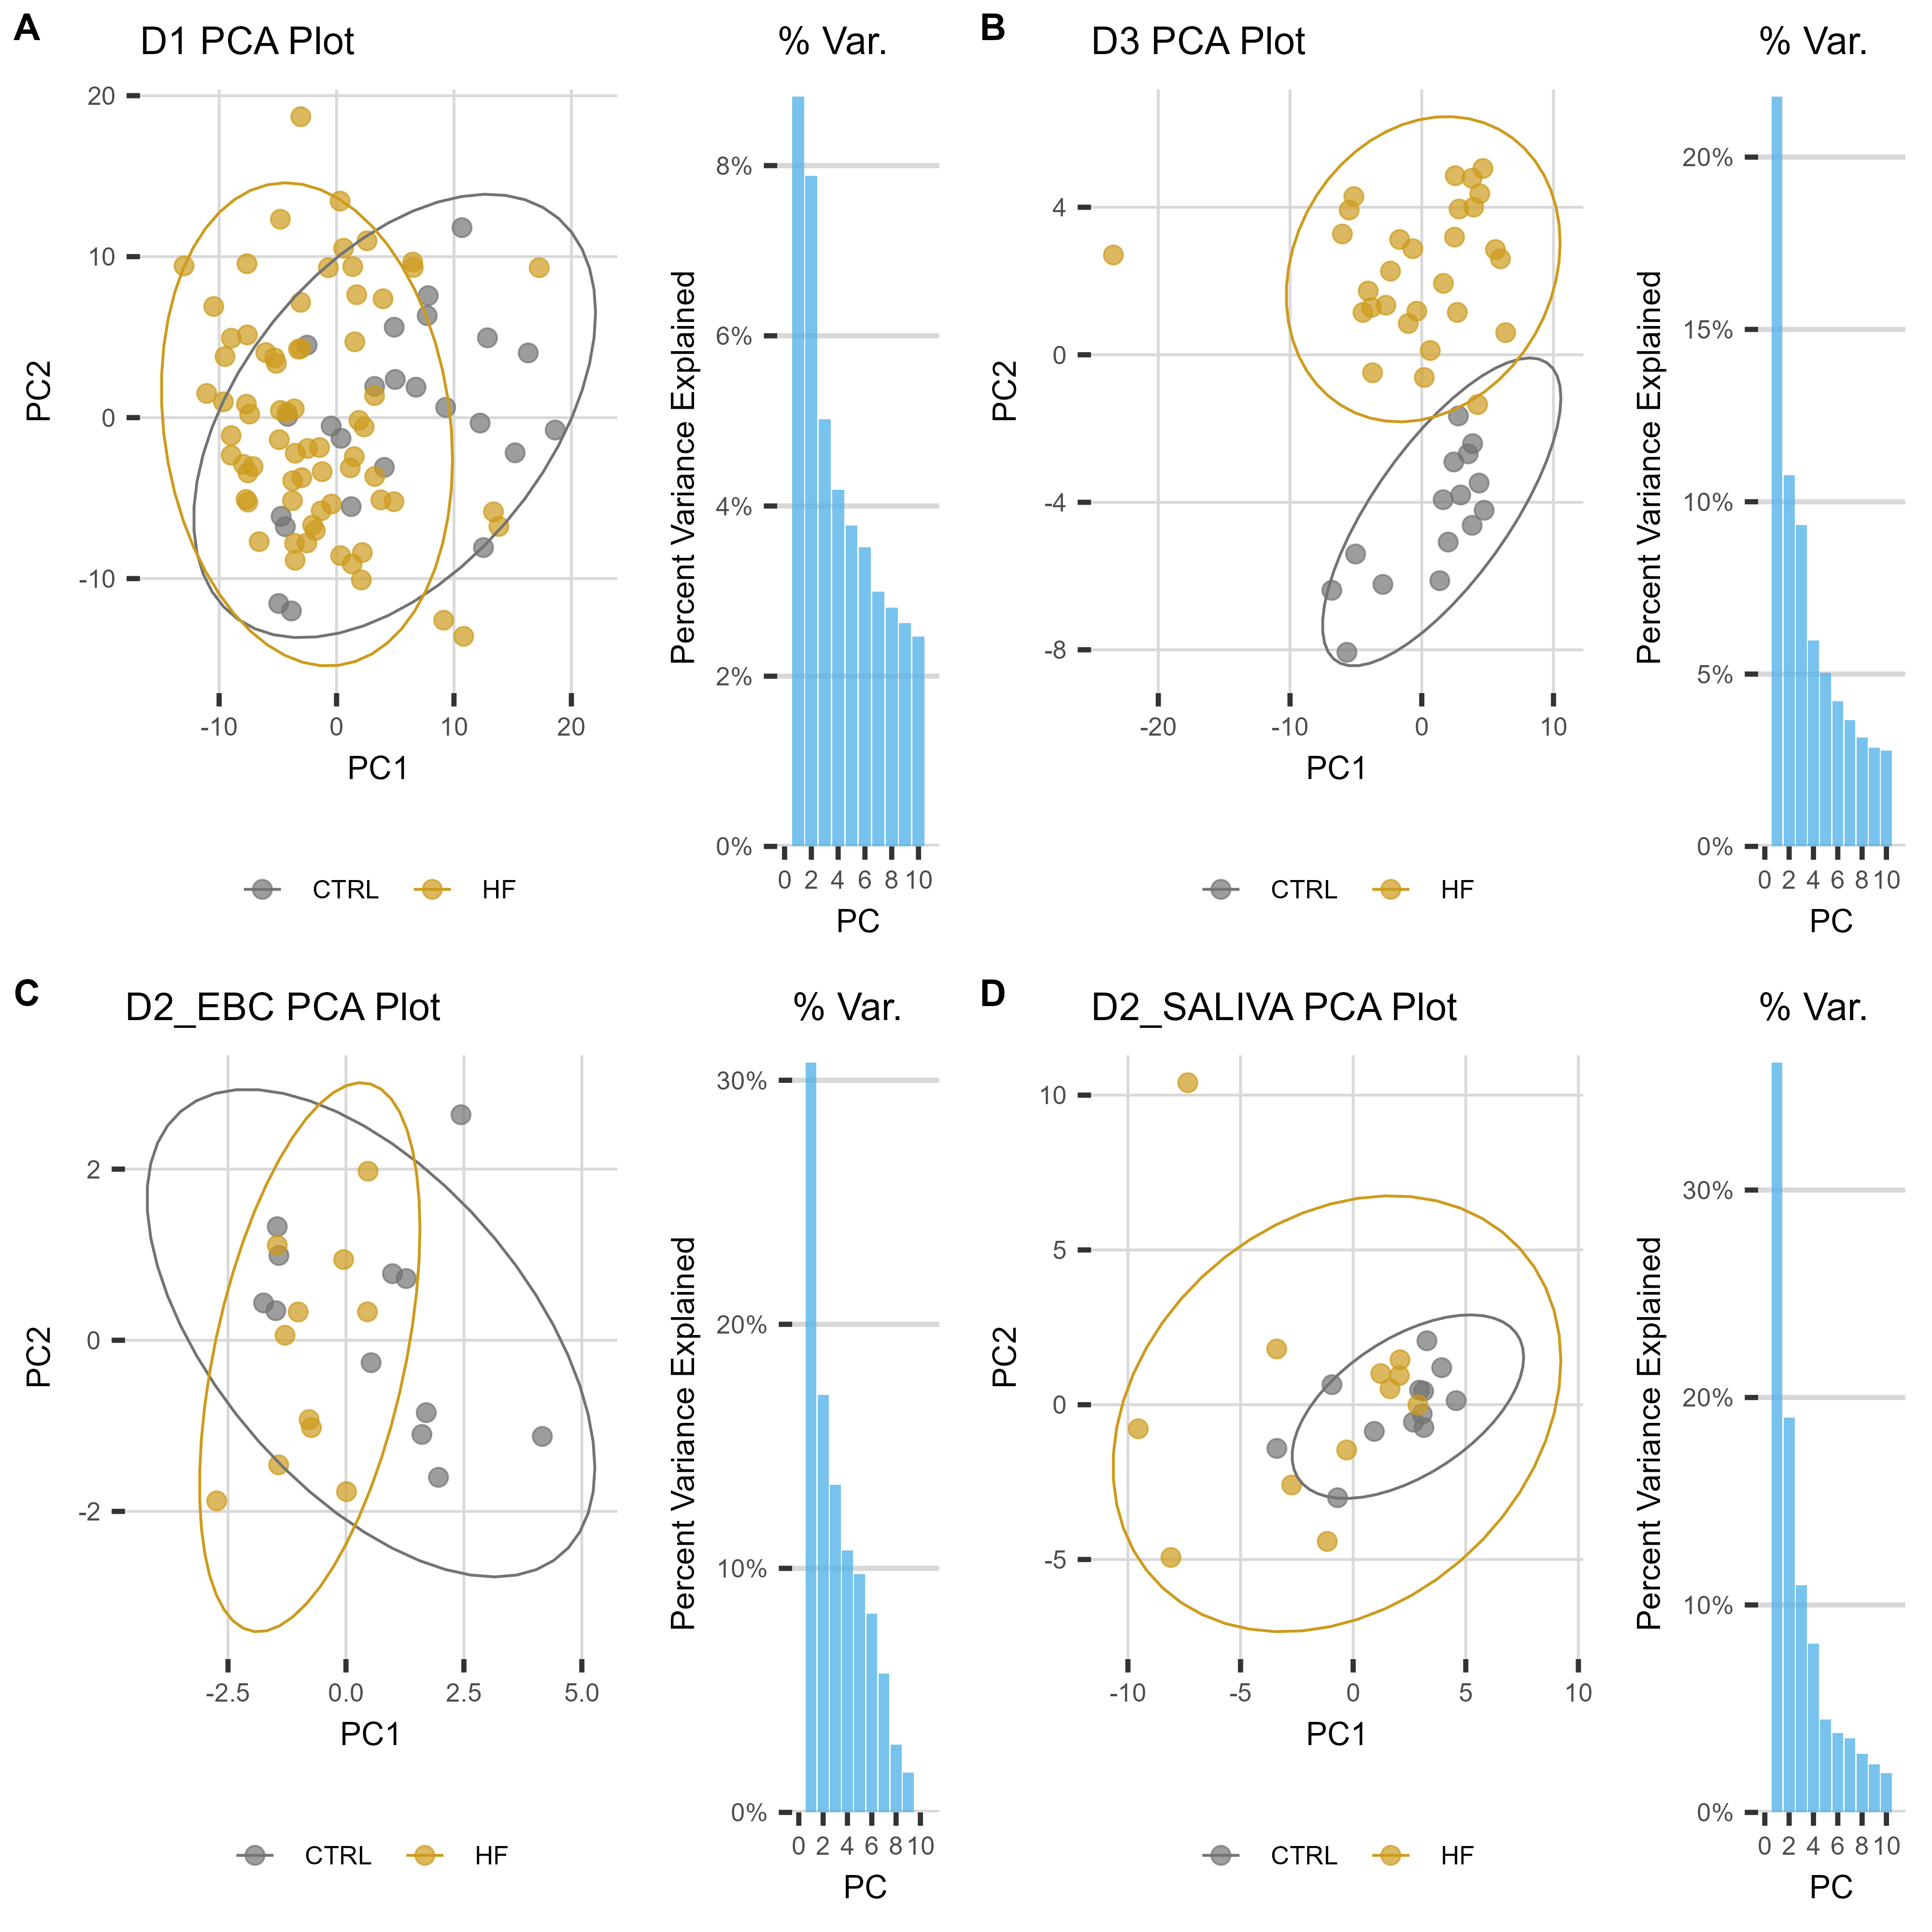 A
D1 PCA Plot
% Var.
20
10
0
-10
PC2
-10 0 10 20
PC1
CTRL HF
8%
6%
4%
2%
0%
Percent Variance Explained
0 2 4 6 8 10
PC
B
D3 PCA Plot
% Var.
4
0
-4
-8
PC2
-20 -10 0 10
PC1
CTRL HF
20%
15%
10%
5%
0%
Percent Variance Explained
0 2 4 6 8 10
PC
C
D2_EBC PCA Plot
% Var.
2
0
-2
PC2
-2.5 0.0 2.5 5.0
PC1
CTRL HF
30%
20%
10%
0%
Percent Variance Explained
0 2 4 6 8 10
PC
D
D2_SALIVA PCA Plot
% Var.
10
5
0
-5
PC2
-10 -5 0 5 10
PC1
CTRL HF
30%
20%
10%
0%
Percent Variance Explained
0 2 4 6 8 10
PC